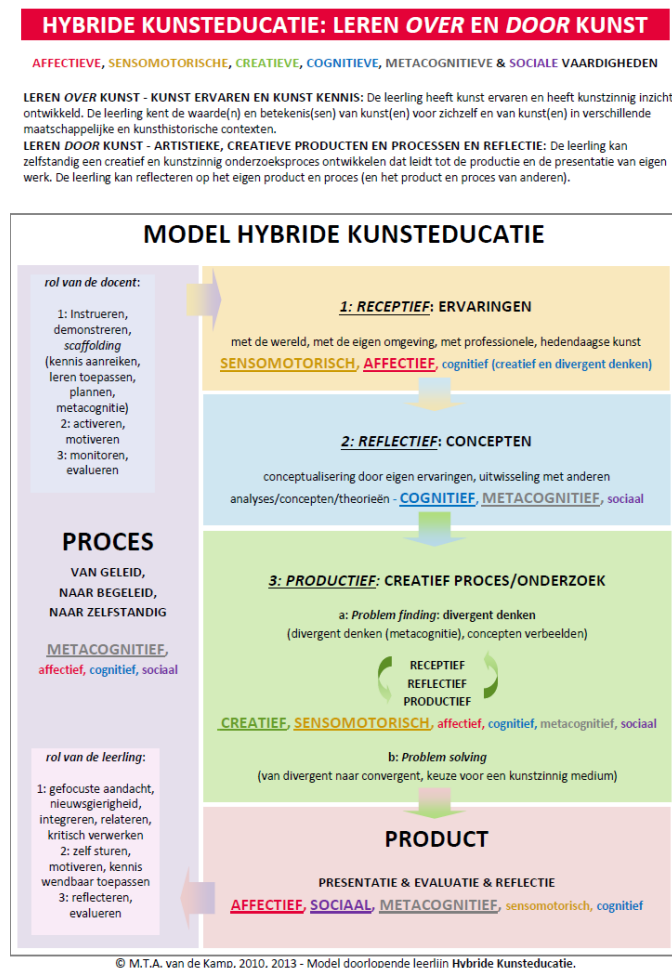 HYBRIDE KUNSTEDUCATIE: LEREN OVER EN DOOR KUNST
AFFECTIEVE, SENSOMOTORISCHE, CREATIEVE, COGNITIEVE, METACOGNITIEVE & SOCIALE VAARDIGHEDEN
LEREN OVER KUNST - KUNST ERVAREN EN KUNST KENNIS: De leerling heeft kunst ervaren en heeft kunstzinnig inzicht
ontwikkeld. De leerling kent de waarde(n) en betekenis(sen) van kunst(en) voor zichzelf en van kunst(en) in verschillende
maatschappelijke en kunsthistorische contexten.
LEREN DOOR KUNST - ARTISTIEKE, CREATIEVE PRODUCTEN EN PROCESSEN EN REFLECTIE: De leerling kan
zelfstandig een creatief en kunstzinnig onderzoeksproces ontwikkelen dat leidt tot de productie en de presentatie van eigen
werk. De leerling kan reflecteren op het eigen product en proces (en het product en proces van anderen).
MODEL HYBRIDE KUNSTEDUCATIE
rol van de docent:
1: Instrueren,
demonstreren,
scaffolding
(kennis aanreiken,
leren toepassen,
plannen,
metacognitie)
2: activeren,
motiveren
3: monitoren,
evalueren
PROCES
VAN GELEID,
NAAR BEGELEID,
NAAR ZELFSTANDIG
METACOGNITIEF,
affectief, cognitief, sociaal
rol van de leerling:
1: gefocuste aandacht,
nieuwsgierigheid,
integreren, relateren,
kritisch verwerken
2: zelf sturen,
motiveren, kennis
wendbaar toepassen
3: reflecteren,
evalueren
1: RECEPTIEF: ERVARINGEN
met de wereld, met de eigen omgeving, met professionele, hedendaagse kunst
SENSOMOTORISCH, AFFECTIEF, cognitief (creatief en divergent denken)
2: REFLECTIEF: CONCEPTEN
conceptualisering door eigen ervaringen, uitwisseling met anderen
analyses/concepten/theorieën - COGNITIEF, METACOGNITIEF, sociaal
3: PRODUCTIEF: CREATIEF PROCES/ONDERZOEK
a: Problem finding: divergent denken
(divergent denken (metacognitie), concepten verbeelden)
RECEPTIEF
REFLECTIEF
PRODUCTIEF
CREATIEF, SENSOMOTORISCH, affectief, cognitief, metacognitief, sociaal
b: Problem solving
(van divergent naar convergent, keuze voor een kunstzinnig medium)
PRODUCT
PRESENTATIE & EVALUATIE & REFLECTIE
AFFECTIEF, SOCIAAL, METACOGNITIEF, sensomotorisch, cognitief
© M.T.A. van de Kamp, 2010, 2013 - Model doorlopende leerlijn Hybride Kunsteducatie.